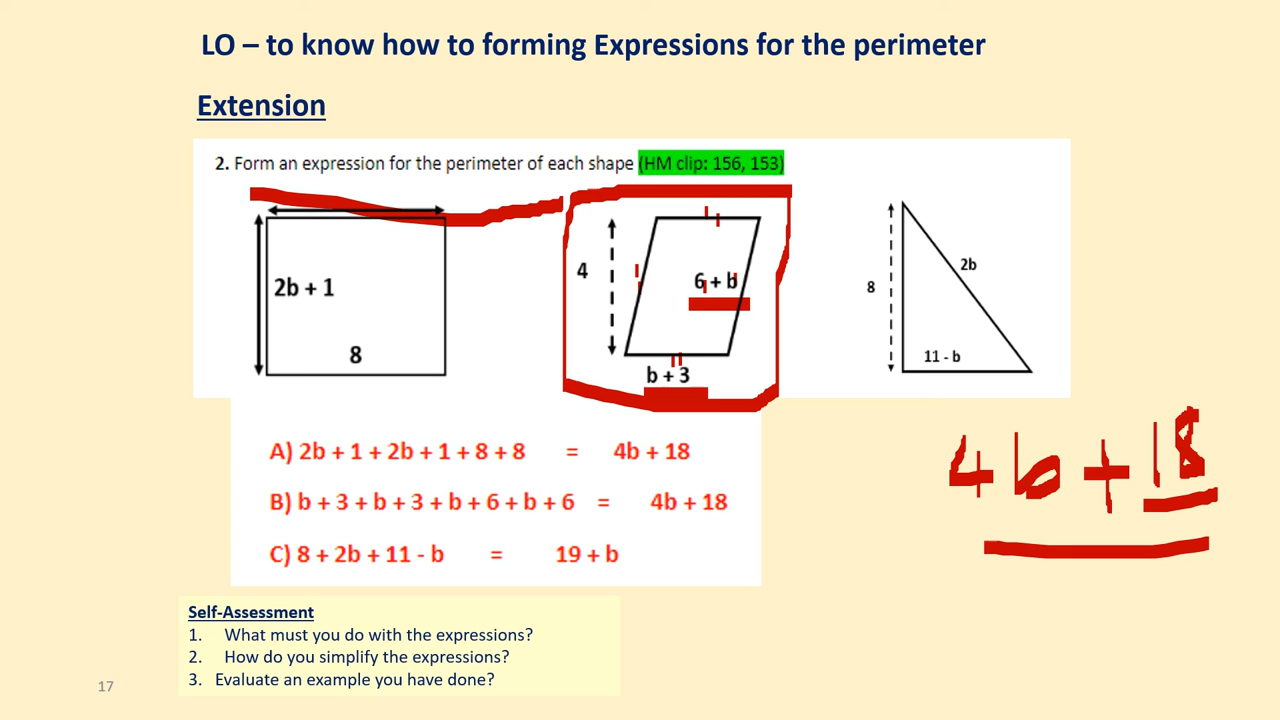 LO – to know how to forming Expressions for the perimeter
Extension
2. Form an expression for the perimeter of each shape (HM clip: 156, 153)
2b + 1
8
4
6 + b
b + 3
8
2b
11 - b
A) 2b + 1 + 2b + 1 + 8 + 8 = 4b + 18
B) b + 3 + b + 3 + b + 6 + b + 6 = 4b + 18
C) 8 + 2b + 11 - b = 19 + b
4b + 18
Self-Assessment
1. What must you do with the expressions?
2. How do you simplify the expressions?
3. Evaluate an example you have done?
17